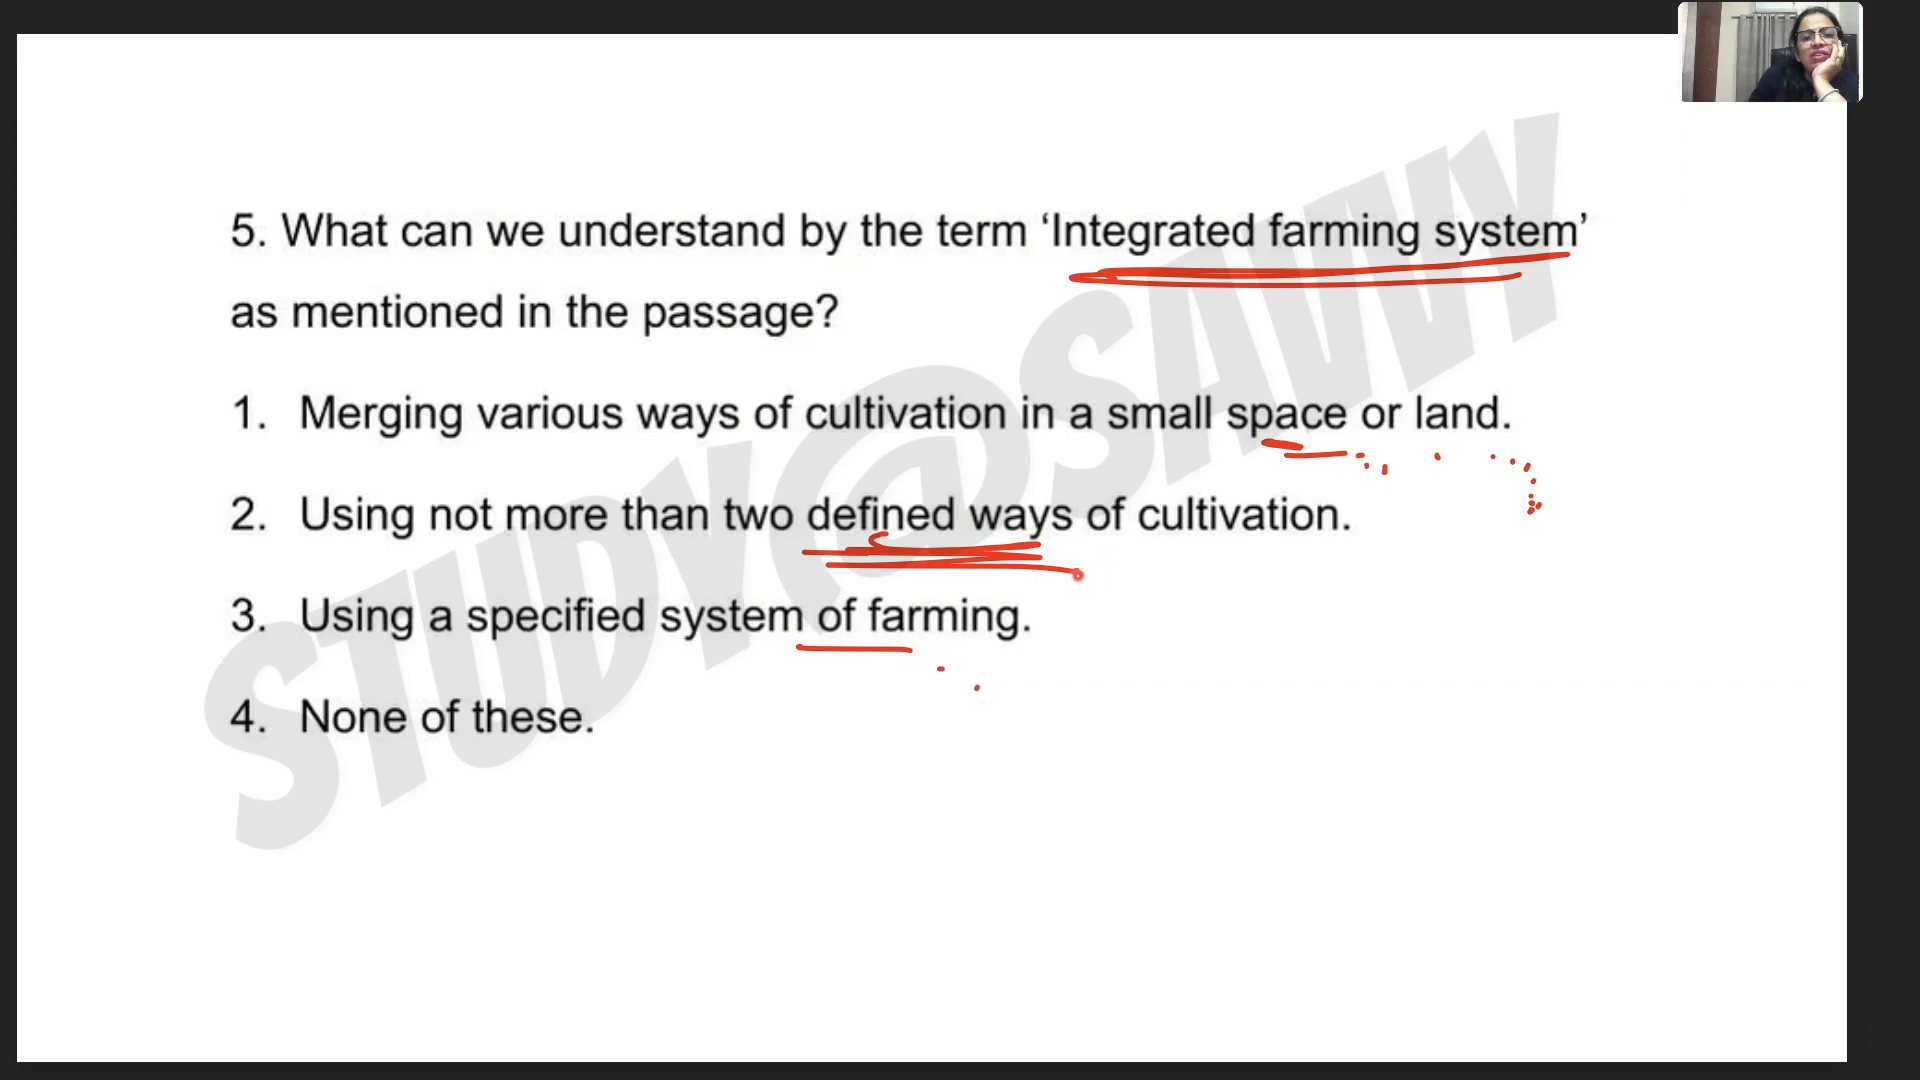 5. What can we understand by the term ‘Integrated farming system’
as mentioned in the passage?
1. Merging various ways of cultivation in a small space or land.
2. Using not more than two defined ways of cultivation.
3. Using a specified system of farming.
4. None of these.
STUDY@SAVVY